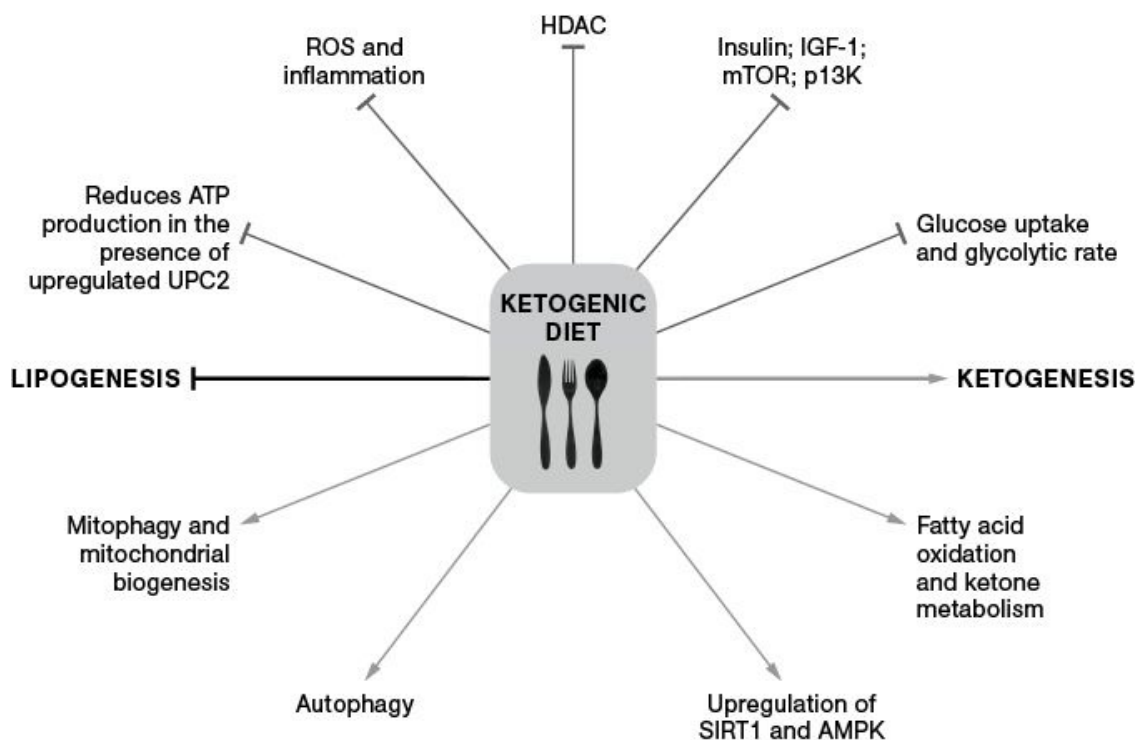 HDAC
ROS and
inflammation
Insulin; IGF-1;
mTOR; p13K
Reduces ATP
production in the
presence of
upregulated UPC2
Glucose uptake
and glycolytic rate
KETOGENIC
DIET
LIPOGENESIS
KETOGENESIS
Mitophagy and
mitochondrial
biogenesis
Fatty acid
oxidation
and ketone
metabolism
Autophagy
Upregulation of
SIRT1 and AMPK